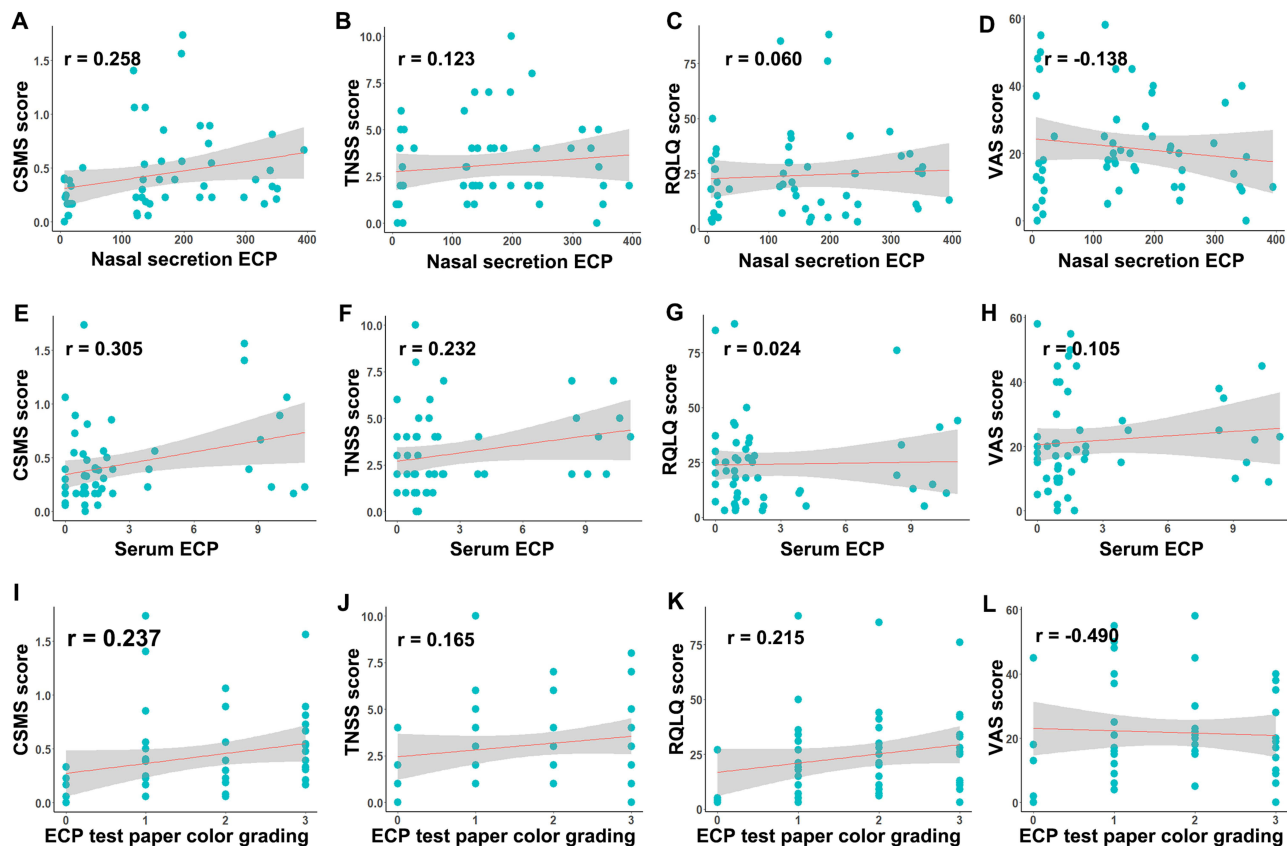 A
r = 0.258
CSMS score
1.5
1.0
0.5
0.0
0 100 200 300 400
Nasal secretion ECP
B
r = 0.123
TNSS score
10.0
7.5
5.0
2.5
0.0
0 100 200 300 400
Nasal secretion ECP
C
r = 0.060
RQLQ score
75
50
25
0
0 100 200 300 400
Nasal secretion ECP
D
r = -0.138
VAS score
60
40
20
0
0 100 200 300 400
Nasal secretion ECP
E
r = 0.305
CSMS score
1.5
1.0
0.5
0.0
0 3 6 9
Serum ECP
F
r = 0.232
TNSS score
10.0
7.5
5.0
2.5
0.0
0 3 6 9
Serum ECP
G
r = 0.024
RQLQ score
75
50
25
0
0 3 6 9
Serum ECP
H
r = 0.105
VAS score
60
40
20
0
0 3 6 9
Serum ECP
I
r = 0.237
CSMS score
1.5
1.0
0.5
0.0
0 1 2 3
ECP test paper color grading
J
r = 0.165
TNSS score
10.0
7.5
5.0
2.5
0.0
0 1 2 3
ECP test paper color grading
K
r = 0.215
RQLQ score
75
50
25
0
0 1 2 3
ECP test paper color grading
L
r = -0.490
VAS score
60
40
20
0
0 1 2 3
ECP test paper color grading